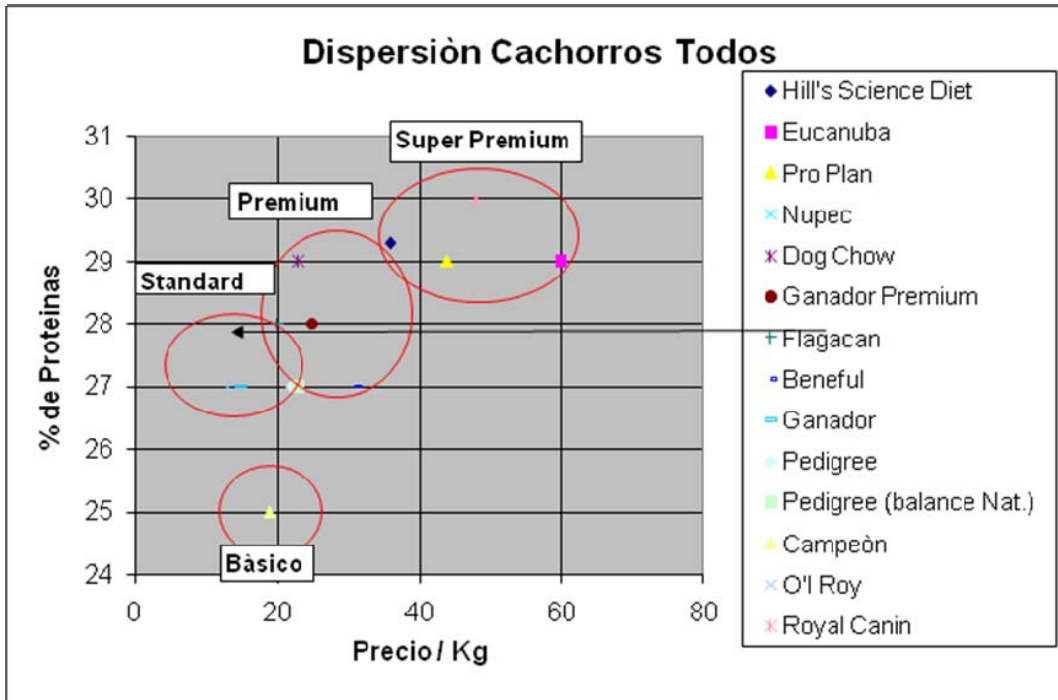 Dispersiòn Cachorros Todos
31
30
29
28
27
26
25
24
% de Proteinas
0
20
40
60
80
Precio / Kg
Super Premium
Premium
Standard
Bàsico
Hill's Science Diet
Eucanuba
Pro Plan
Nupec
Dog Chow
Ganador Premium
Flagacan
Beneful
Ganador
Pedigree
Pedigree (balance Nat.)
Campeòn
O'l Roy
Royal Canin